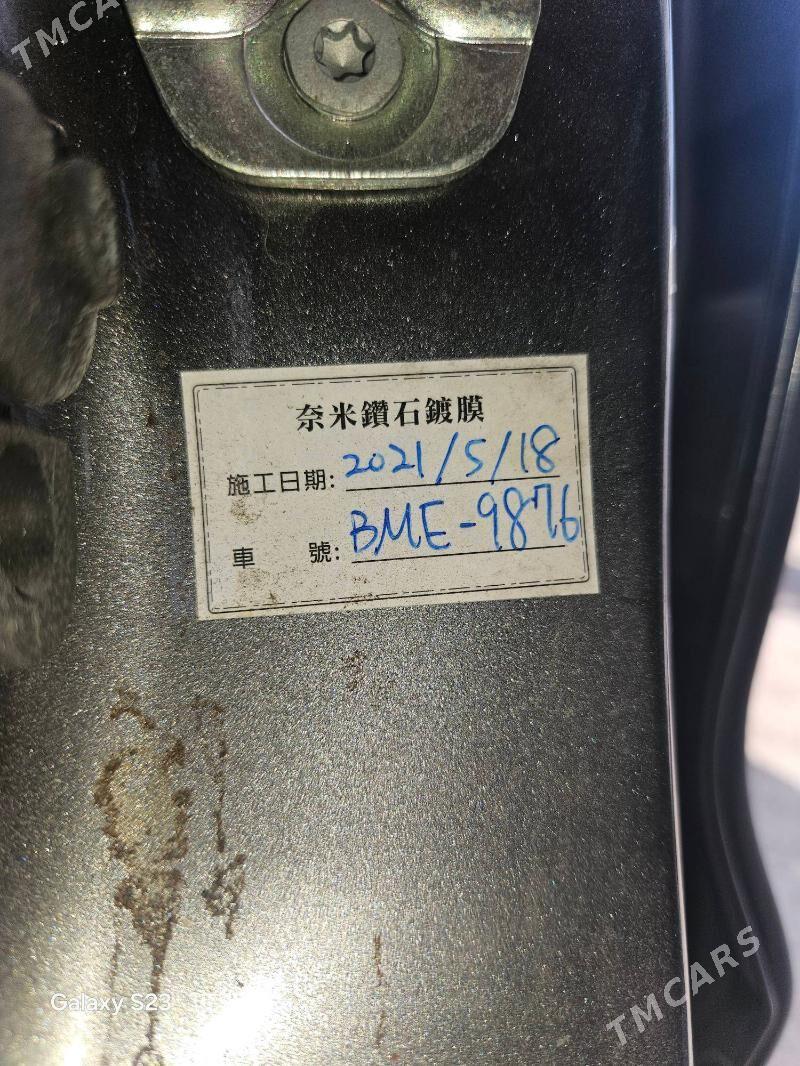 TMCARS
奈米鑽石鍍膜
施工日期: 2021/5/18
車 號: BME-9876
Galaxy S23
TMCARS